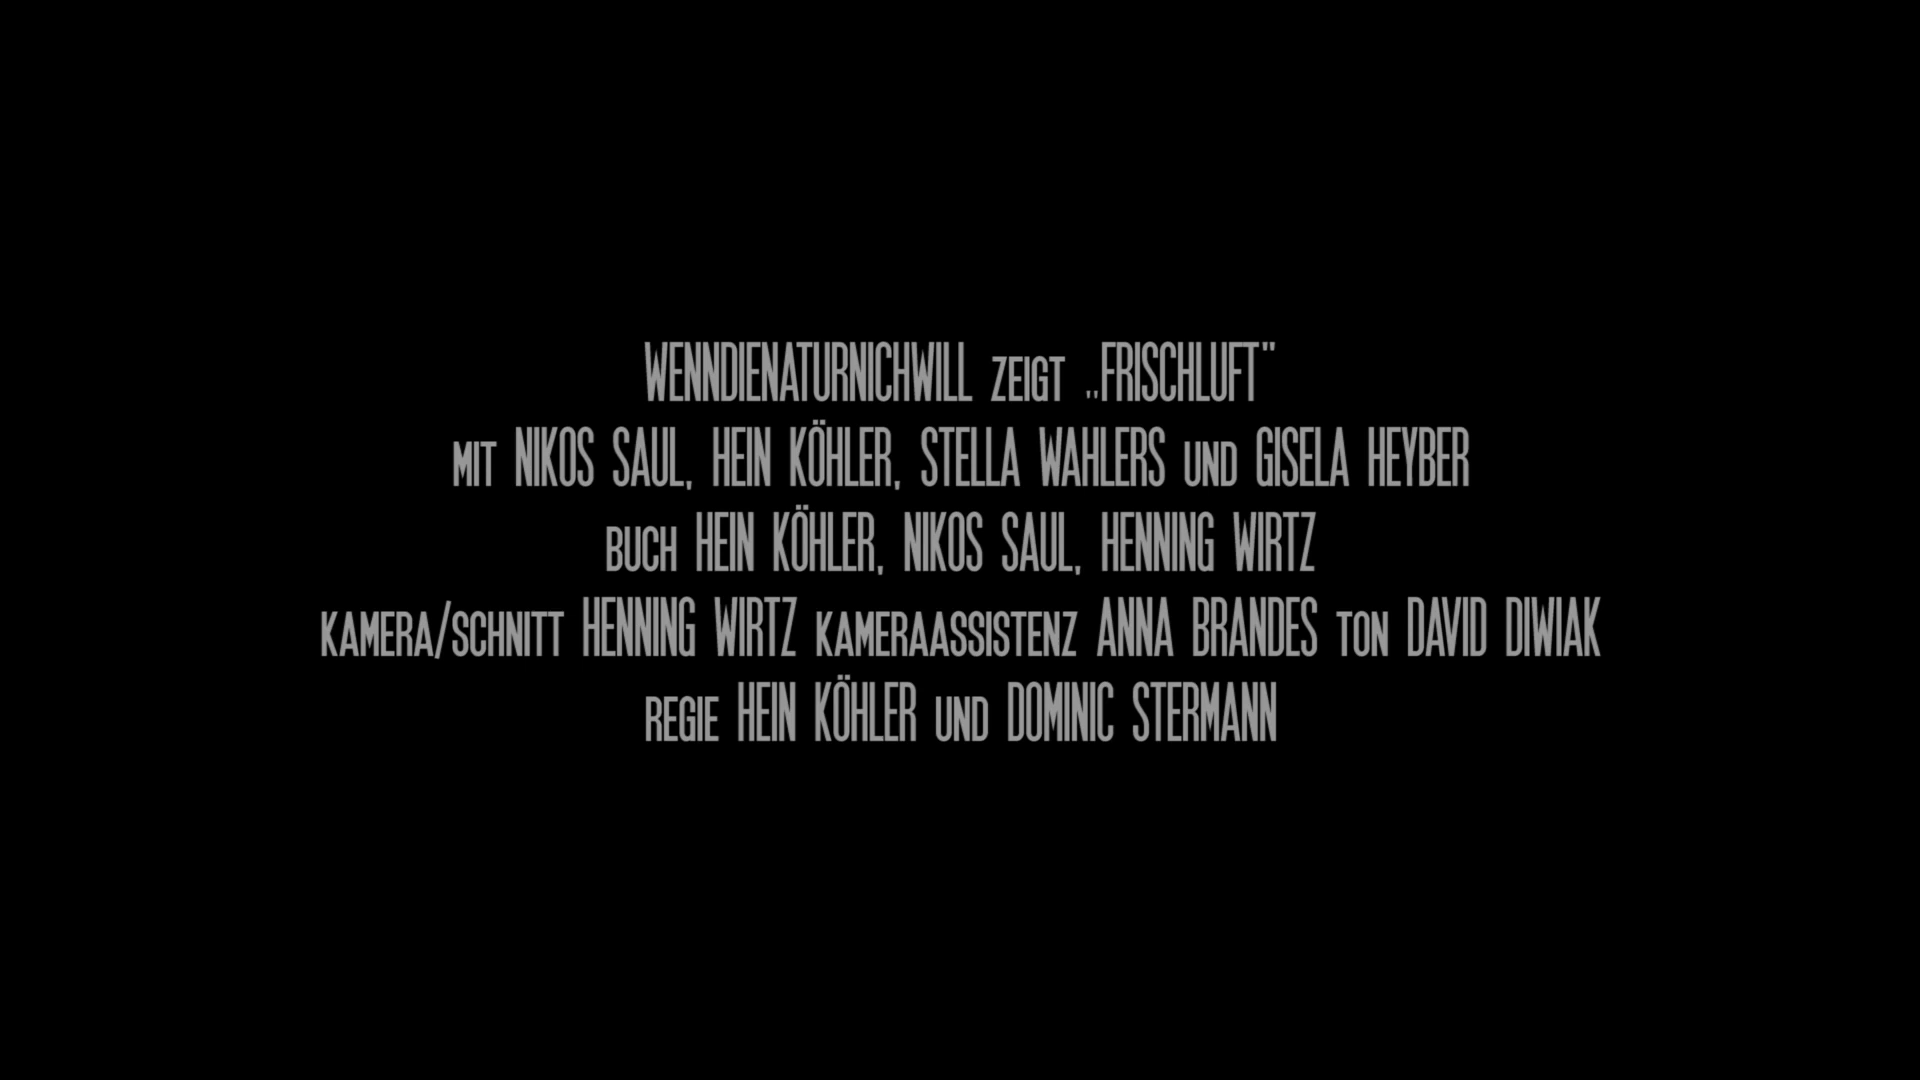 WENNDIENATURNICHWILL ZEIGT ,,FRISCHLUFT"
MIT NIKOS SAUL, HEIN KÖHLER, STELLA WAHLERS UND GISELA HEYBER
BUCH HEIN KÖHLER, NIKOS SAUL, HENNING WIRTZ
KAMERA/SCHNITT HENNING WIRTZ KAMERAASSISTENZ ANNA BRANDES TON DAVID DIWIAK
REGIE HEIN KÖHLER UND DOMINIC STERMANN